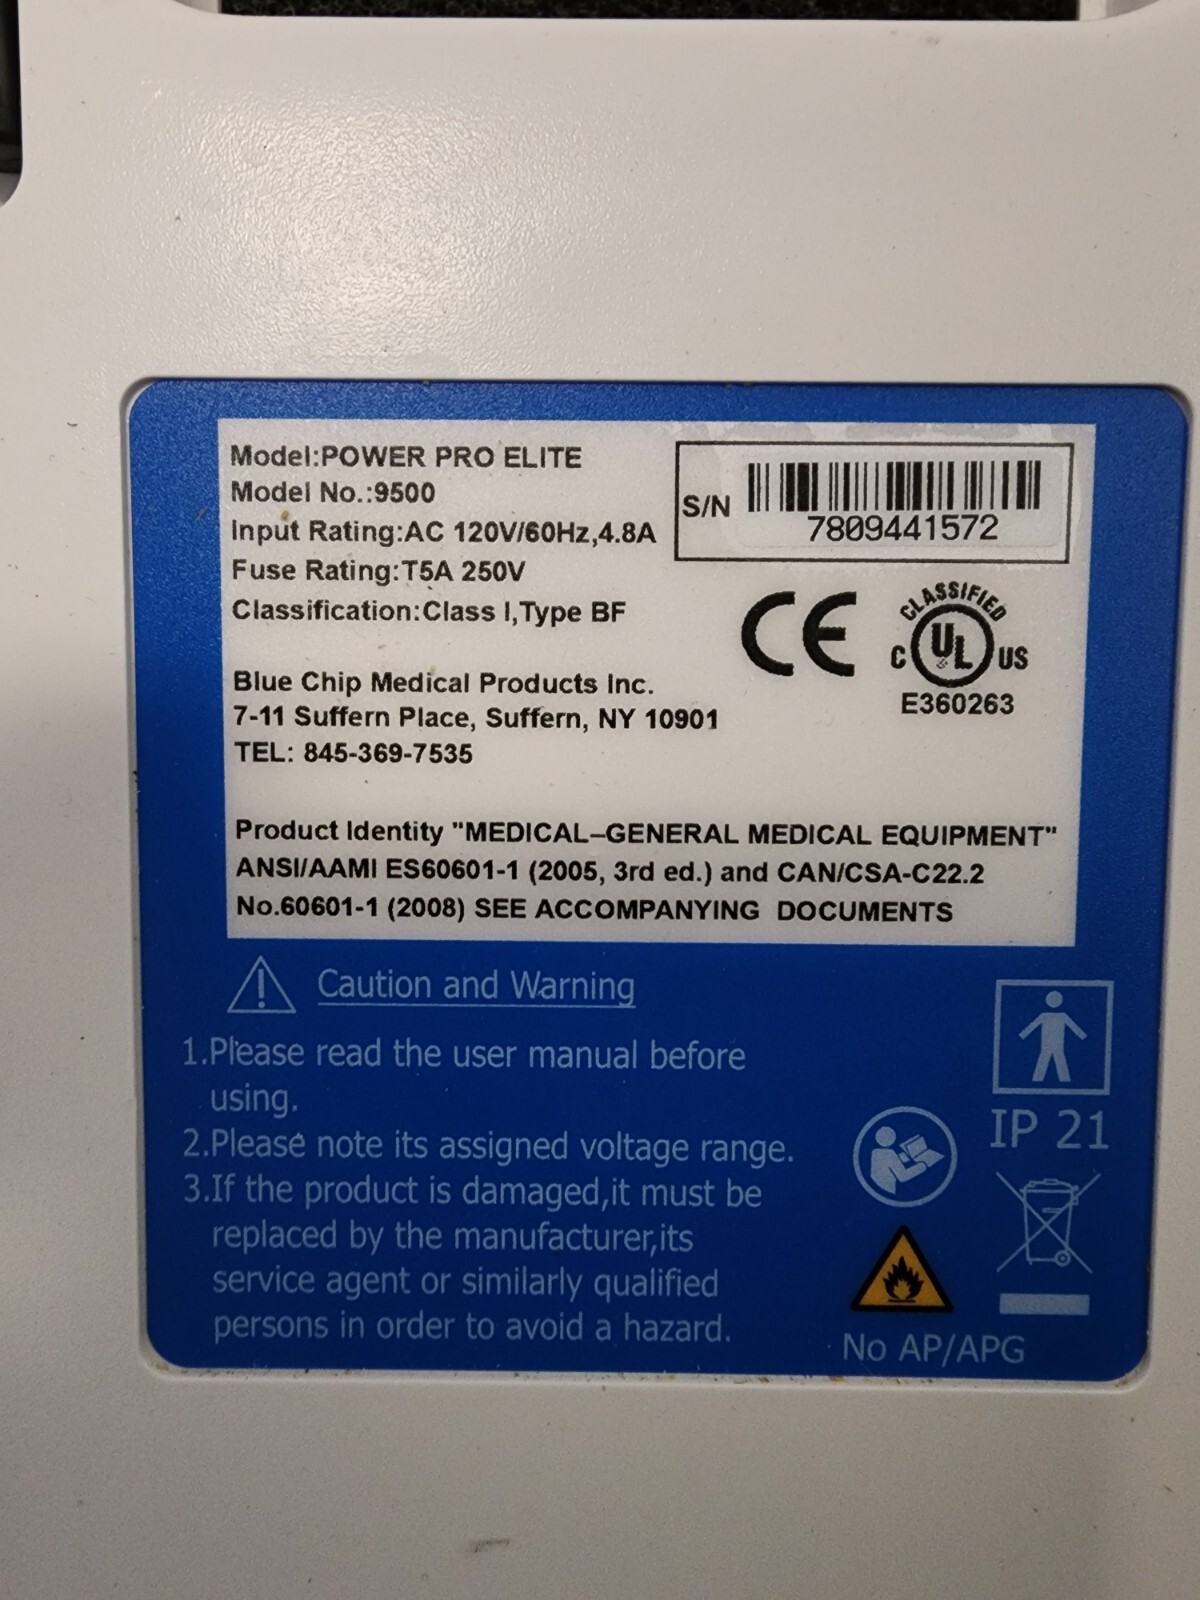 Model:POWER PRO ELITE
Model No.:9500
Input Rating:AC 120V/60Hz,4.8A
Fuse Rating:T5A 250V
Classification:Class I,Type BF
S/N
7809441572
CE
CLASSIFIED
C UL US
E360263
Blue Chip Medical Products Inc.
7-11 Suffern Place, Suffern, NY 10901
TEL: 845-369-7535
Product Identity "MEDICAL–GENERAL MEDICAL EQUIPMENT"
ANSI/AAMI ES60601-1 (2005, 3rd ed.) and CAN/CSA-C22.2
No.60601-1 (2008) SEE ACCOMPANYING DOCUMENTS
Caution and Warning
1.Please read the user manual before
using.
2.Please note its assigned voltage range.
3.If the product is damaged,it must be
replaced by the manufacturer,its
service agent or similarly qualified
persons in order to avoid a hazard.
IP 21
No AP/APG